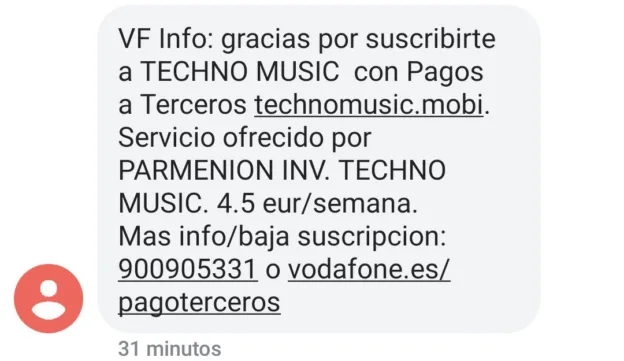 VF Info: gracias por suscribirte
a TECHNO MUSIC  con Pagos
a Terceros technomusic.mobi.
Servicio ofrecido por
PARMENION INV. TECHNO
MUSIC. 4.5 eur/semana.
Mas info/baja suscripcion:
900905331 o vodafone.es/
pagoterceros
31 minutos